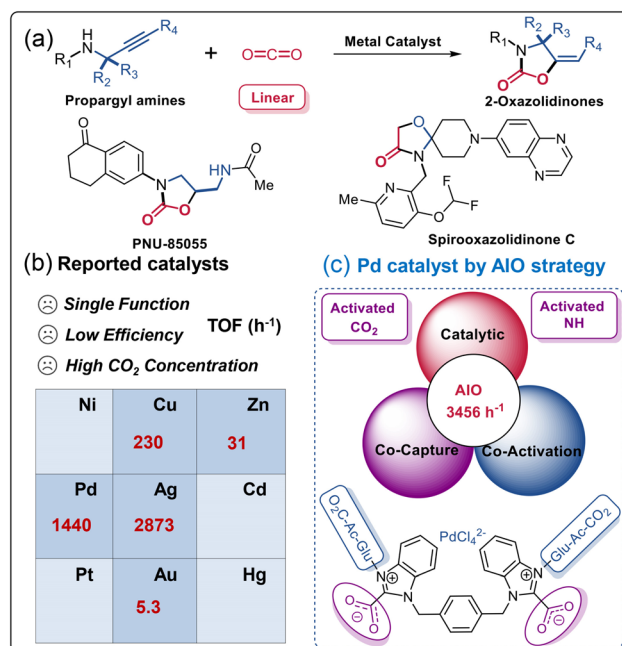 (a)
R₁
H
N
R₂
R₃
R₄
Propargyl amines
+
O=C=O
Linear
Metal Catalyst
R₁
N
R₂
R₃
R₄
O
O
2-Oxazolidinones
O
N
O
O
HN
O
Me
PNU-85055
O
O
N
N
N
N
Me
N
O
F
F
Spirooxazolidinone C
(b) Reported catalysts
Single Function
Low Efficiency
High CO₂ Concentration
TOF (h⁻¹)
Ni
Cu
230
Zn
31
Pd
1440
Ag
2873
Cd
Pt
Au
5.3
Hg
(c) Pd catalyst by AIO strategy
Activated
CO₂
Activated
NH
Catalytic
AIO
3456 h⁻¹
Co-Capture
Co-Activation
O₂C-Ac-Glu
PdCl₄²⁻
Glu-Ac-CO₂
N
N
N
N
O
O
O
O